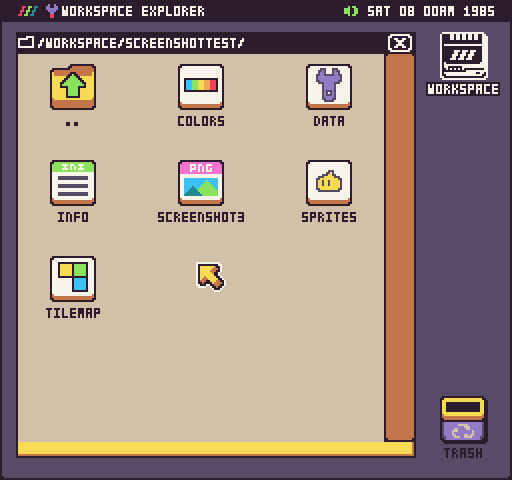 WORKSPACE EXPLORER
SAT 08 00AM 1985
/WORKSPACE/SCREENSHOTTEST/
WORKSPACE
..
COLORS
DATA
INI
PNG
INFO
SCREENSHOT3
SPRITES
TILEMAP
TRASH